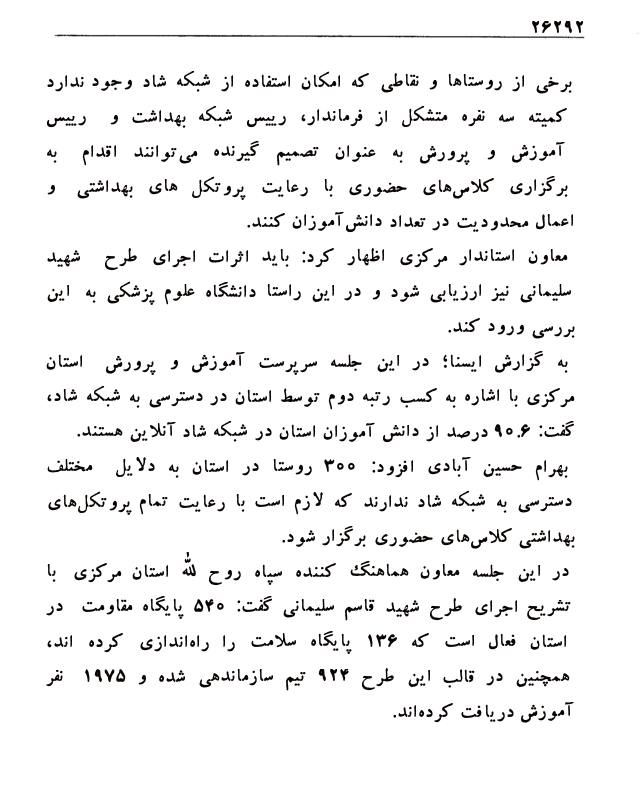 ۲۶۲۹۲
برخی از روستاها و نقاطی که امکان استفاده از شبکه شاد وجود ندارد
کمیته سه نفره متشکل از فرماندار، رییس شبکه بهداشت و رییس
آموزش و پرورش به عنوان تصمیم گیرنده می‌توانند اقدام به
برگزاری کلاس‌های حضوری با رعایت پروتکل های بهداشتی و
اعمال محدودیت در تعداد دانش‌آموزان کنند.
معاون استاندار مرکزی اظهار کرد: باید اثرات اجرای طرح شهید
سلیمانی نیز ارزیابی شود و در این راستا دانشگاه علوم پزشکی به این
بررسی ورود کند.
به گزارش ایسنا؛ در این جلسه سرپرست آموزش و پرورش استان
مرکزی با اشاره به کسب رتبه دوم توسط استان در دسترسی به شبکه شاد،
گفت: ۹۰.۶ درصد از دانش آموزان استان در شبکه شاد آنلاین هستند.
بهرام حسین آبادی افزود: ۳۰۰ روستا در استان به دلایل مختلف
دسترسی به شبکه شاد ندارند که لازم است با رعایت تمام پروتکل‌های
بهداشتی کلاس‌های حضوری برگزار شود.
در این جلسه معاون هماهنگ کننده سپاه روح الله استان مرکزی با
تشریح اجرای طرح شهید قاسم سلیمانی گفت: ۵۴۰ پایگاه مقاومت در
استان فعال است که ۱۳۶ پایگاه سلامت را راه‌اندازی کرده اند،
همچنین در قالب این طرح ۹۲۴ تیم سازماندهی شده و ۱۹۷۵ نفر
آموزش دریافت کرده‌اند.